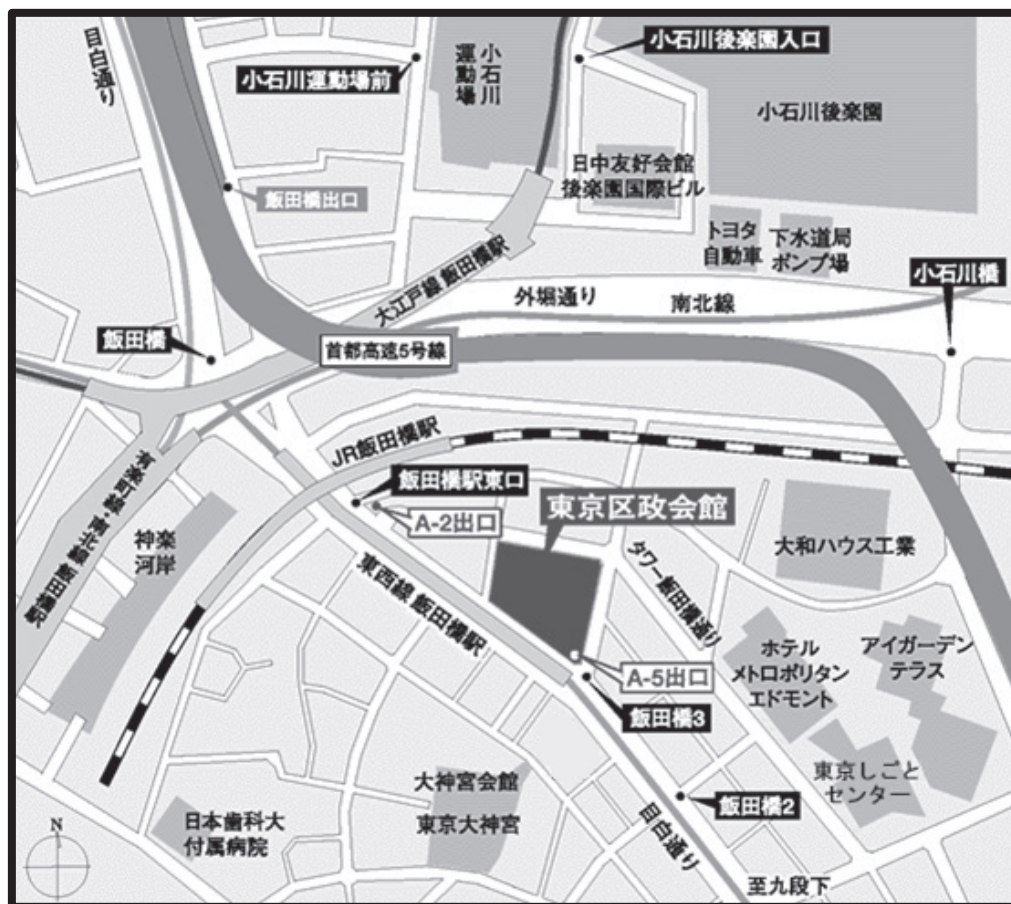 目白通り
小石川運動場前
小石川
運動場
小石川後楽園入口
小石川後楽園
日中友好会館
後楽園国際ビル
飯田橋出口
トヨタ
自動車
下水道局
ポンプ場
大江戸線 飯田橋駅
外堀通り
南北線
小石川橋
飯田橋
首都高速5号線
JR飯田橋駅
飯田橋駅東口
A-2出口
東京区政会館
有楽町線・南北線 飯田橋駅
神楽
河岸
東西線 飯田橋駅
タワー飯田橋通り
大和ハウス工業
ホテル
メトロポリタン
エドモント
アイガーデン
テラス
A-5出口
飯田橋3
東京しごと
センター
大神宮会館
東京大神宮
飯田橋2
日本歯科大
付属病院
目白通り
至九段下
N